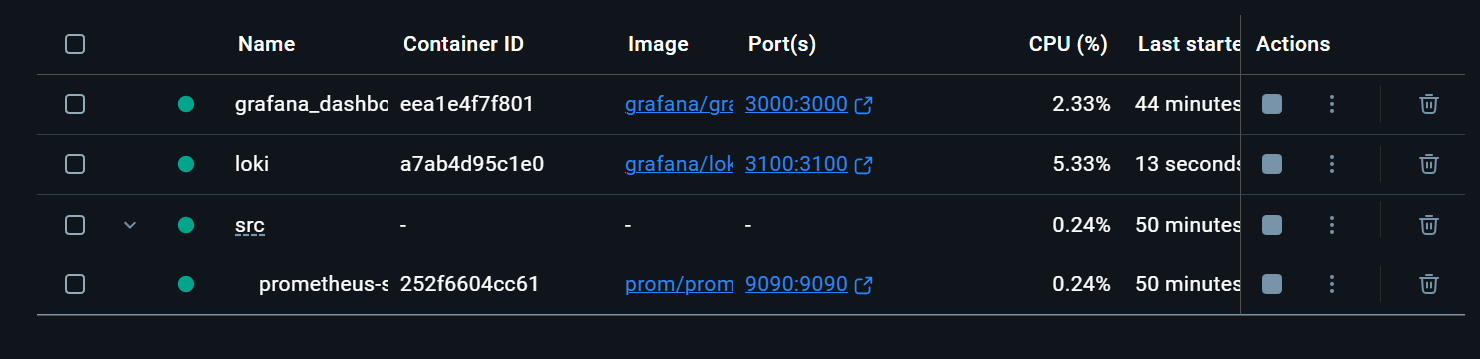 Name Container ID Image Port(s) CPU (%) Last starte Actions
grafana_dashbo eea1e4f7f801 grafana/gra 3000:3000 2.33% 44 minutes
loki a7ab4d95c1e0 grafana/lok 3100:3100 5.33% 13 seconds
src - - - 0.24% 50 minutes
prometheus-s 252f6604cc61 prom/prom 9090:9090 0.24% 50 minutes